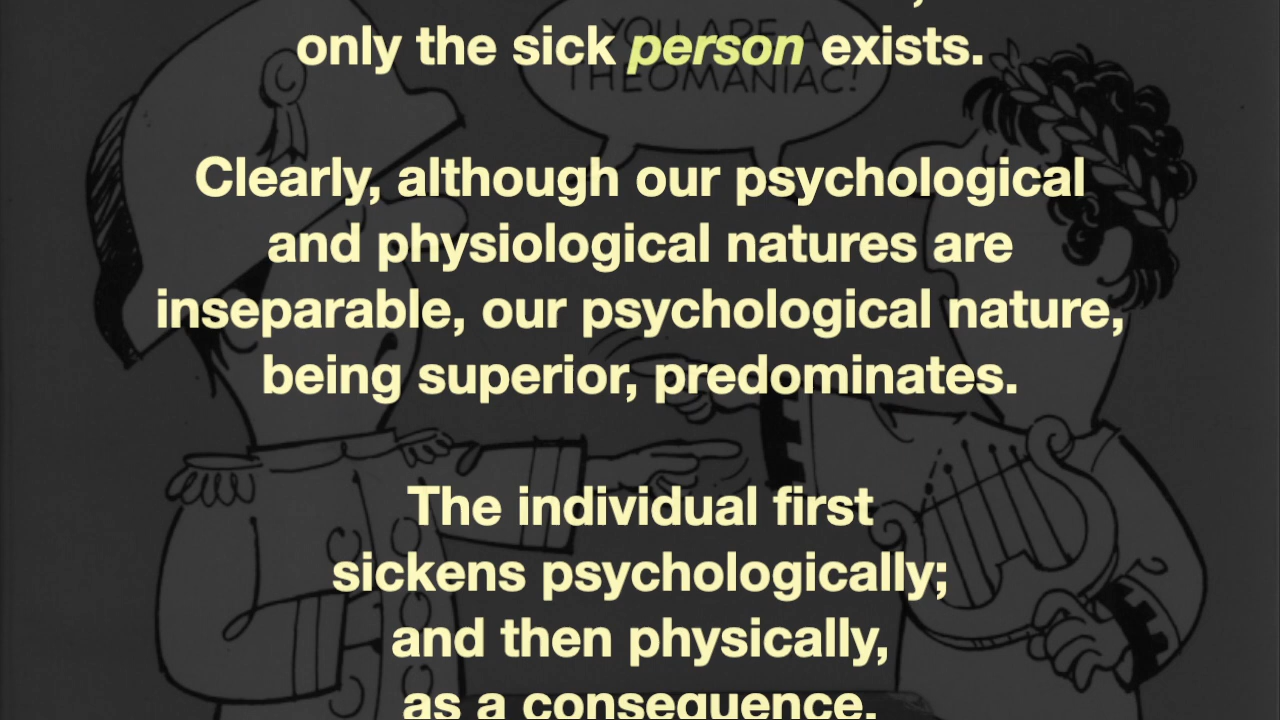 only the sick person exists.
YOU ARE A
THEOMANIAC!
Clearly, although our psychological
and physiological natures are
inseparable, our psychological nature,
being superior, predominates.
The individual first
sickens psychologically;
and then physically,
as a consequence.